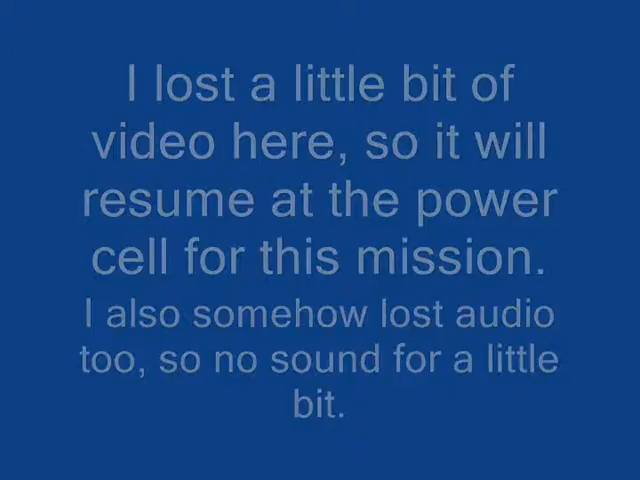 I lost a little bit of
video here, so it will
resume at the power
cell for this mission.
I also somehow lost audio
too, so no sound for a little
bit.